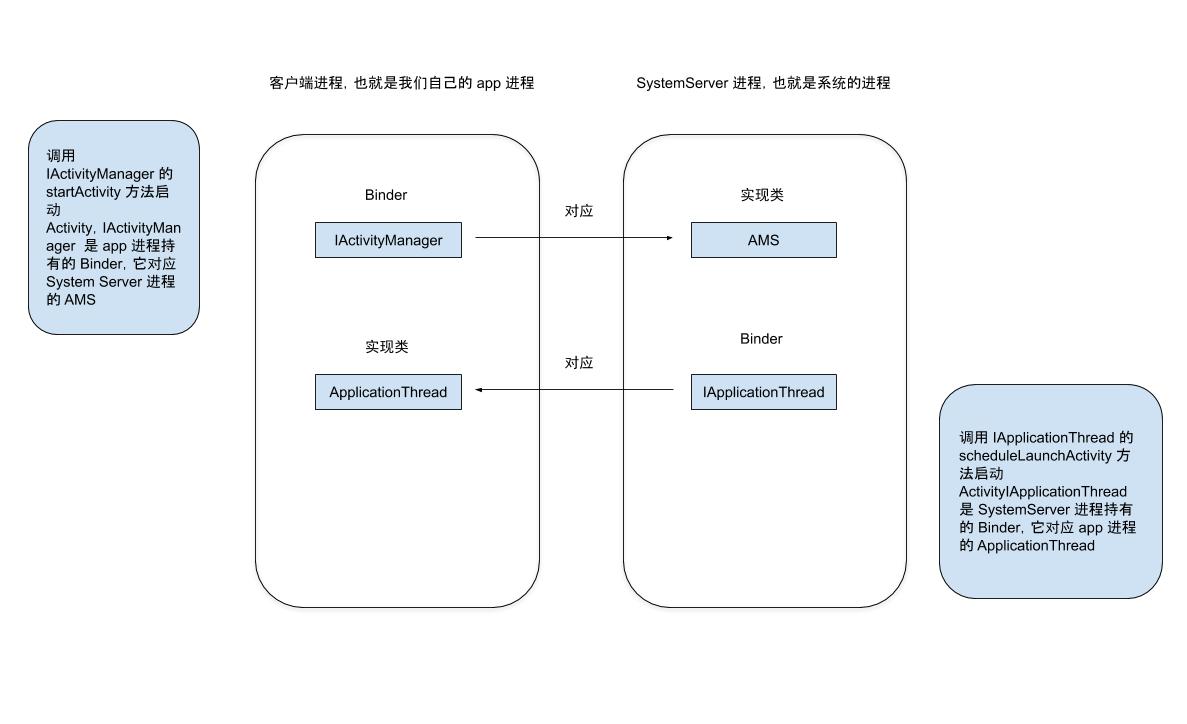 客户端进程，也就是我们自己的 app 进程
SystemServer 进程，也就是系统的进程
调用
IActivityManager 的
startActivity 方法启
动
Activity，IActivityMan
ager 是 app 进程持
有的 Binder，它对应
System Server 进程
的 AMS
Binder
IActivityManager
对应
实现类
AMS
实现类
ApplicationThread
对应
Binder
IApplicationThread
调用 IApplicationThread 的
scheduleLaunchActivity 方
法启动
ActivityIApplicationThread
是 SystemServer 进程持有
的 Binder，它对应 app 进程
的 ApplicationThread